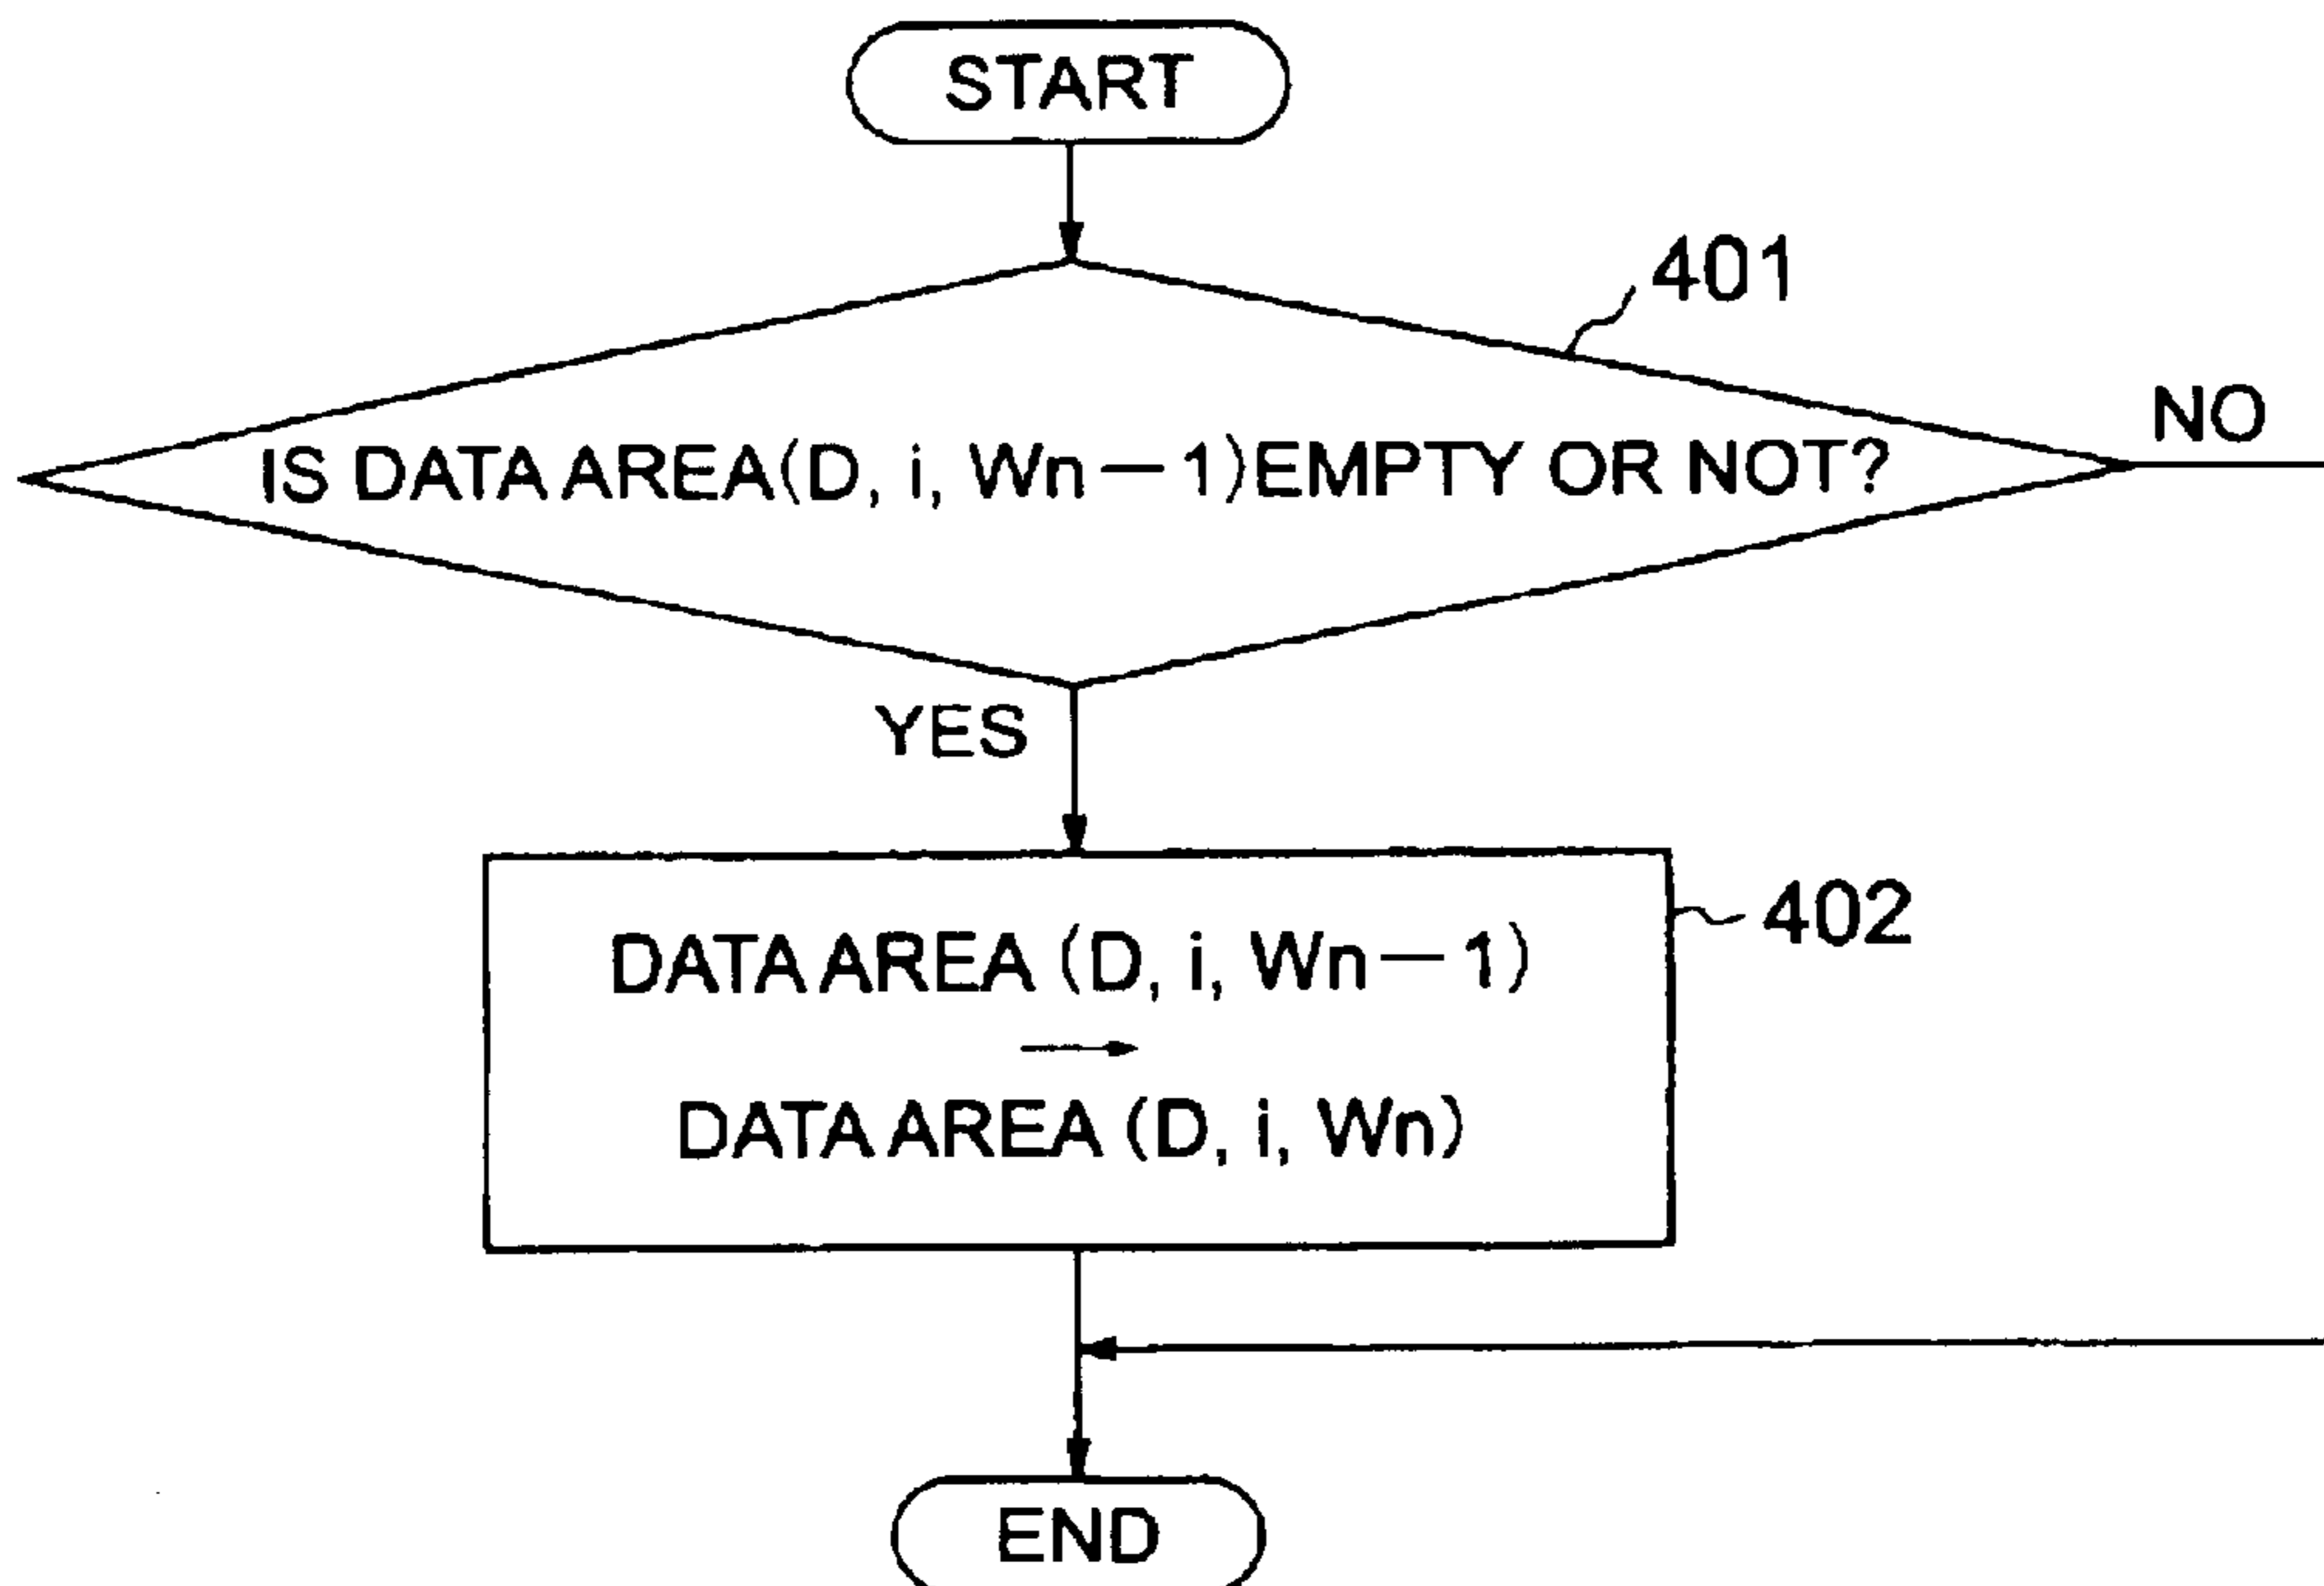 START
401
IS DATA AREA(D, i, Wn—1)EMPTY OR NOT?
NO
YES
402
DATA AREA (D, i, Wn—1)
DATA AREA (D, i, Wn)
END